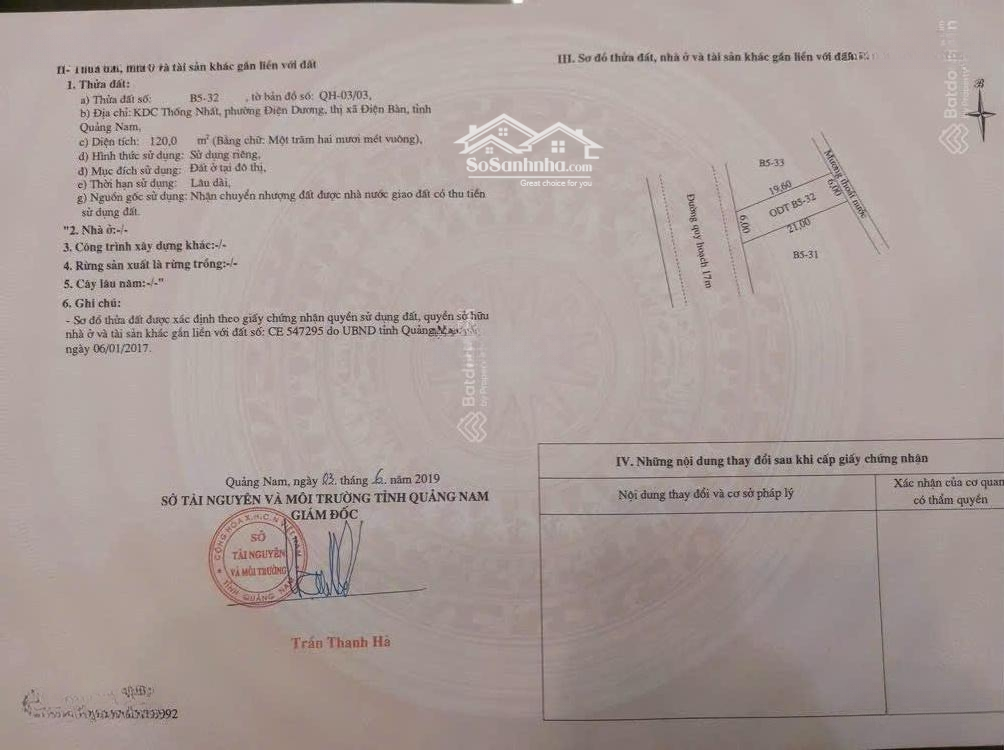 II- Thửa đất, nhà ở và tài sản khác gắn liền với đất
1. Thửa đất:
a) Thửa đất số: B5-32 , tờ bản đồ số: QH-03/03,
b) Địa chỉ: KDC Thống Nhất, phường Điện Dương, thị xã Điện Bàn, tỉnh
Quảng Nam,
c) Diện tích: 120,0 m² (Bằng chữ: Một trăm hai mươi mét vuông),
d) Hình thức sử dụng: Sử dụng riêng,
đ) Mục đích sử dụng: Đất ở tại đô thị,
e) Thời hạn sử dụng: Lâu dài,
g) Nguồn gốc sử dụng: Nhận chuyển nhượng đất được nhà nước giao đất có thu tiền
sử dụng đất.
"2. Nhà ở:-/-
3. Công trình xây dựng khác:-/-
4. Rừng sản xuất là rừng trồng:-/-
5. Cây lâu năm:-/-"
6. Ghi chú:
- Sơ đồ thửa đất được xác định theo giấy chứng nhận quyền sử dụng đất, quyền sở hữu
nhà ở và tài sản khác gắn liền với đất số: CE 547295 do UBND tỉnh Quảng Nam
ngày 06/01/2017.
Quảng Nam, ngày 03 tháng 6 năm 2019
SỞ TÀI NGUYÊN VÀ MÔI TRƯỜNG TỈNH QUẢNG NAM
GIÁM ĐỐC
CỘNG HÒA X.H.C.N VIỆT NAM
SỞ
TÀI NGUYÊN
VÀ MÔI TRƯỜNG
TỈNH QUẢNG NAM
Trần Thanh Hà
III. Sơ đồ thửa đất, nhà ở và tài sản khác gắn liền với đất
B
B5-33
19.60
ODT B5-32
21,00
6,00
6,00
B5-31
Đường quy hoạch 17m
Mương thoát nước
IV. Những nội dung thay đổi sau khi cấp giấy chứng nhận
Nội dung thay đổi và cơ sở pháp lý
Xác nhận của cơ quan
có thẩm quyền
SoSanhnha.com
Great choice for you
Batdongsan
by PropertyGuru